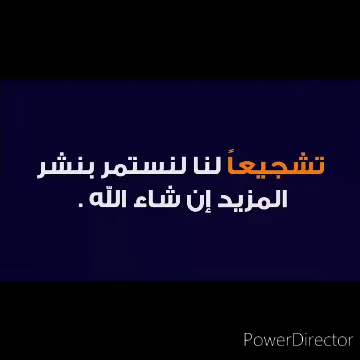 تشجيعاً لنا لنستمر بنشر
المزيد إن شاء الله .
PowerDirector